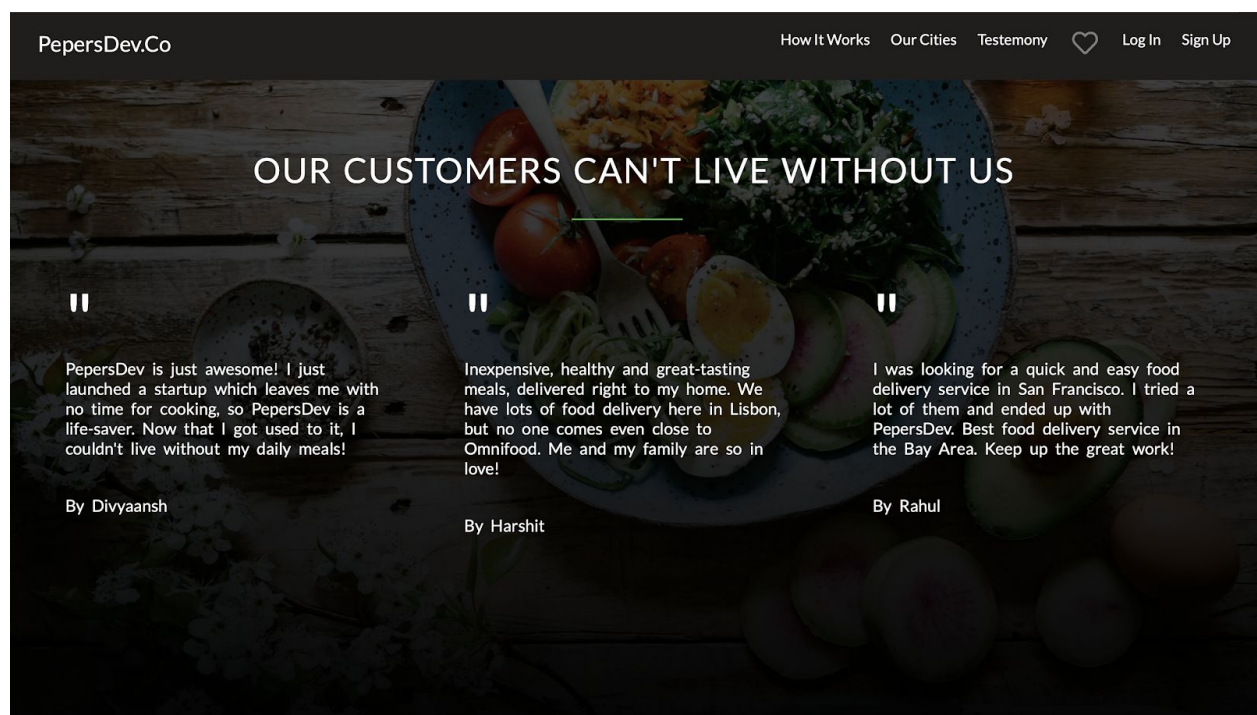 PepersDev.Co
How It Works Our Cities Testemony Log In Sign Up
OUR CUSTOMERS CAN'T LIVE WITHOUT US
"
PepersDev is just awesome! I just
launched a startup which leaves me with
no time for cooking, so PepersDev is a
life-saver. Now that I got used to it, I
couldn't live without my daily meals!
By Divyaansh
"
Inexpensive, healthy and great-tasting
meals, delivered right to my home. We
have lots of food delivery here in Lisbon,
but no one comes even close to
Omnifood. Me and my family are so in
love!
By Harshit
"
I was looking for a quick and easy food
delivery service in San Francisco. I tried a
lot of them and ended up with
PepersDev. Best food delivery service in
the Bay Area. Keep up the great work!
By Rahul